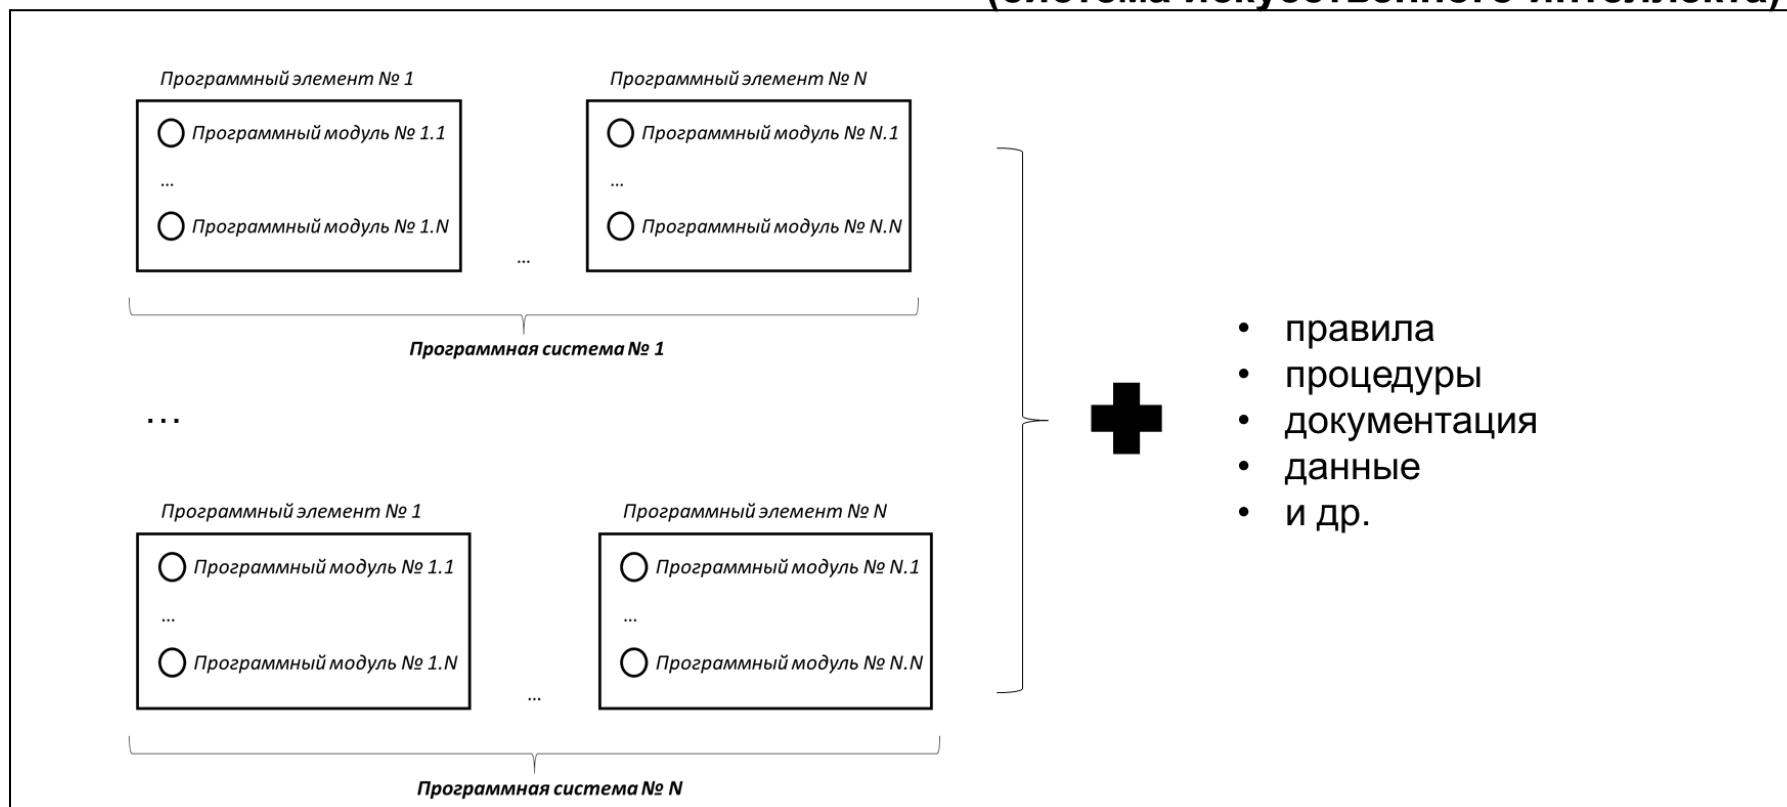 (система искусственного интеллекта)
Программный элемент № 1
Программный элемент № N
Программный модуль № 1.1
Программный модуль № N.1
...
...
Программный модуль № 1.N
Программный модуль № N.N
...
Программная система № 1
...
Программный элемент № 1
Программный элемент № N
Программный модуль № 1.1
Программный модуль № N.1
...
...
Программный модуль № 1.N
Программный модуль № N.N
...
Программная система № N
• правила
• процедуры
• документация
• данные
• и др.